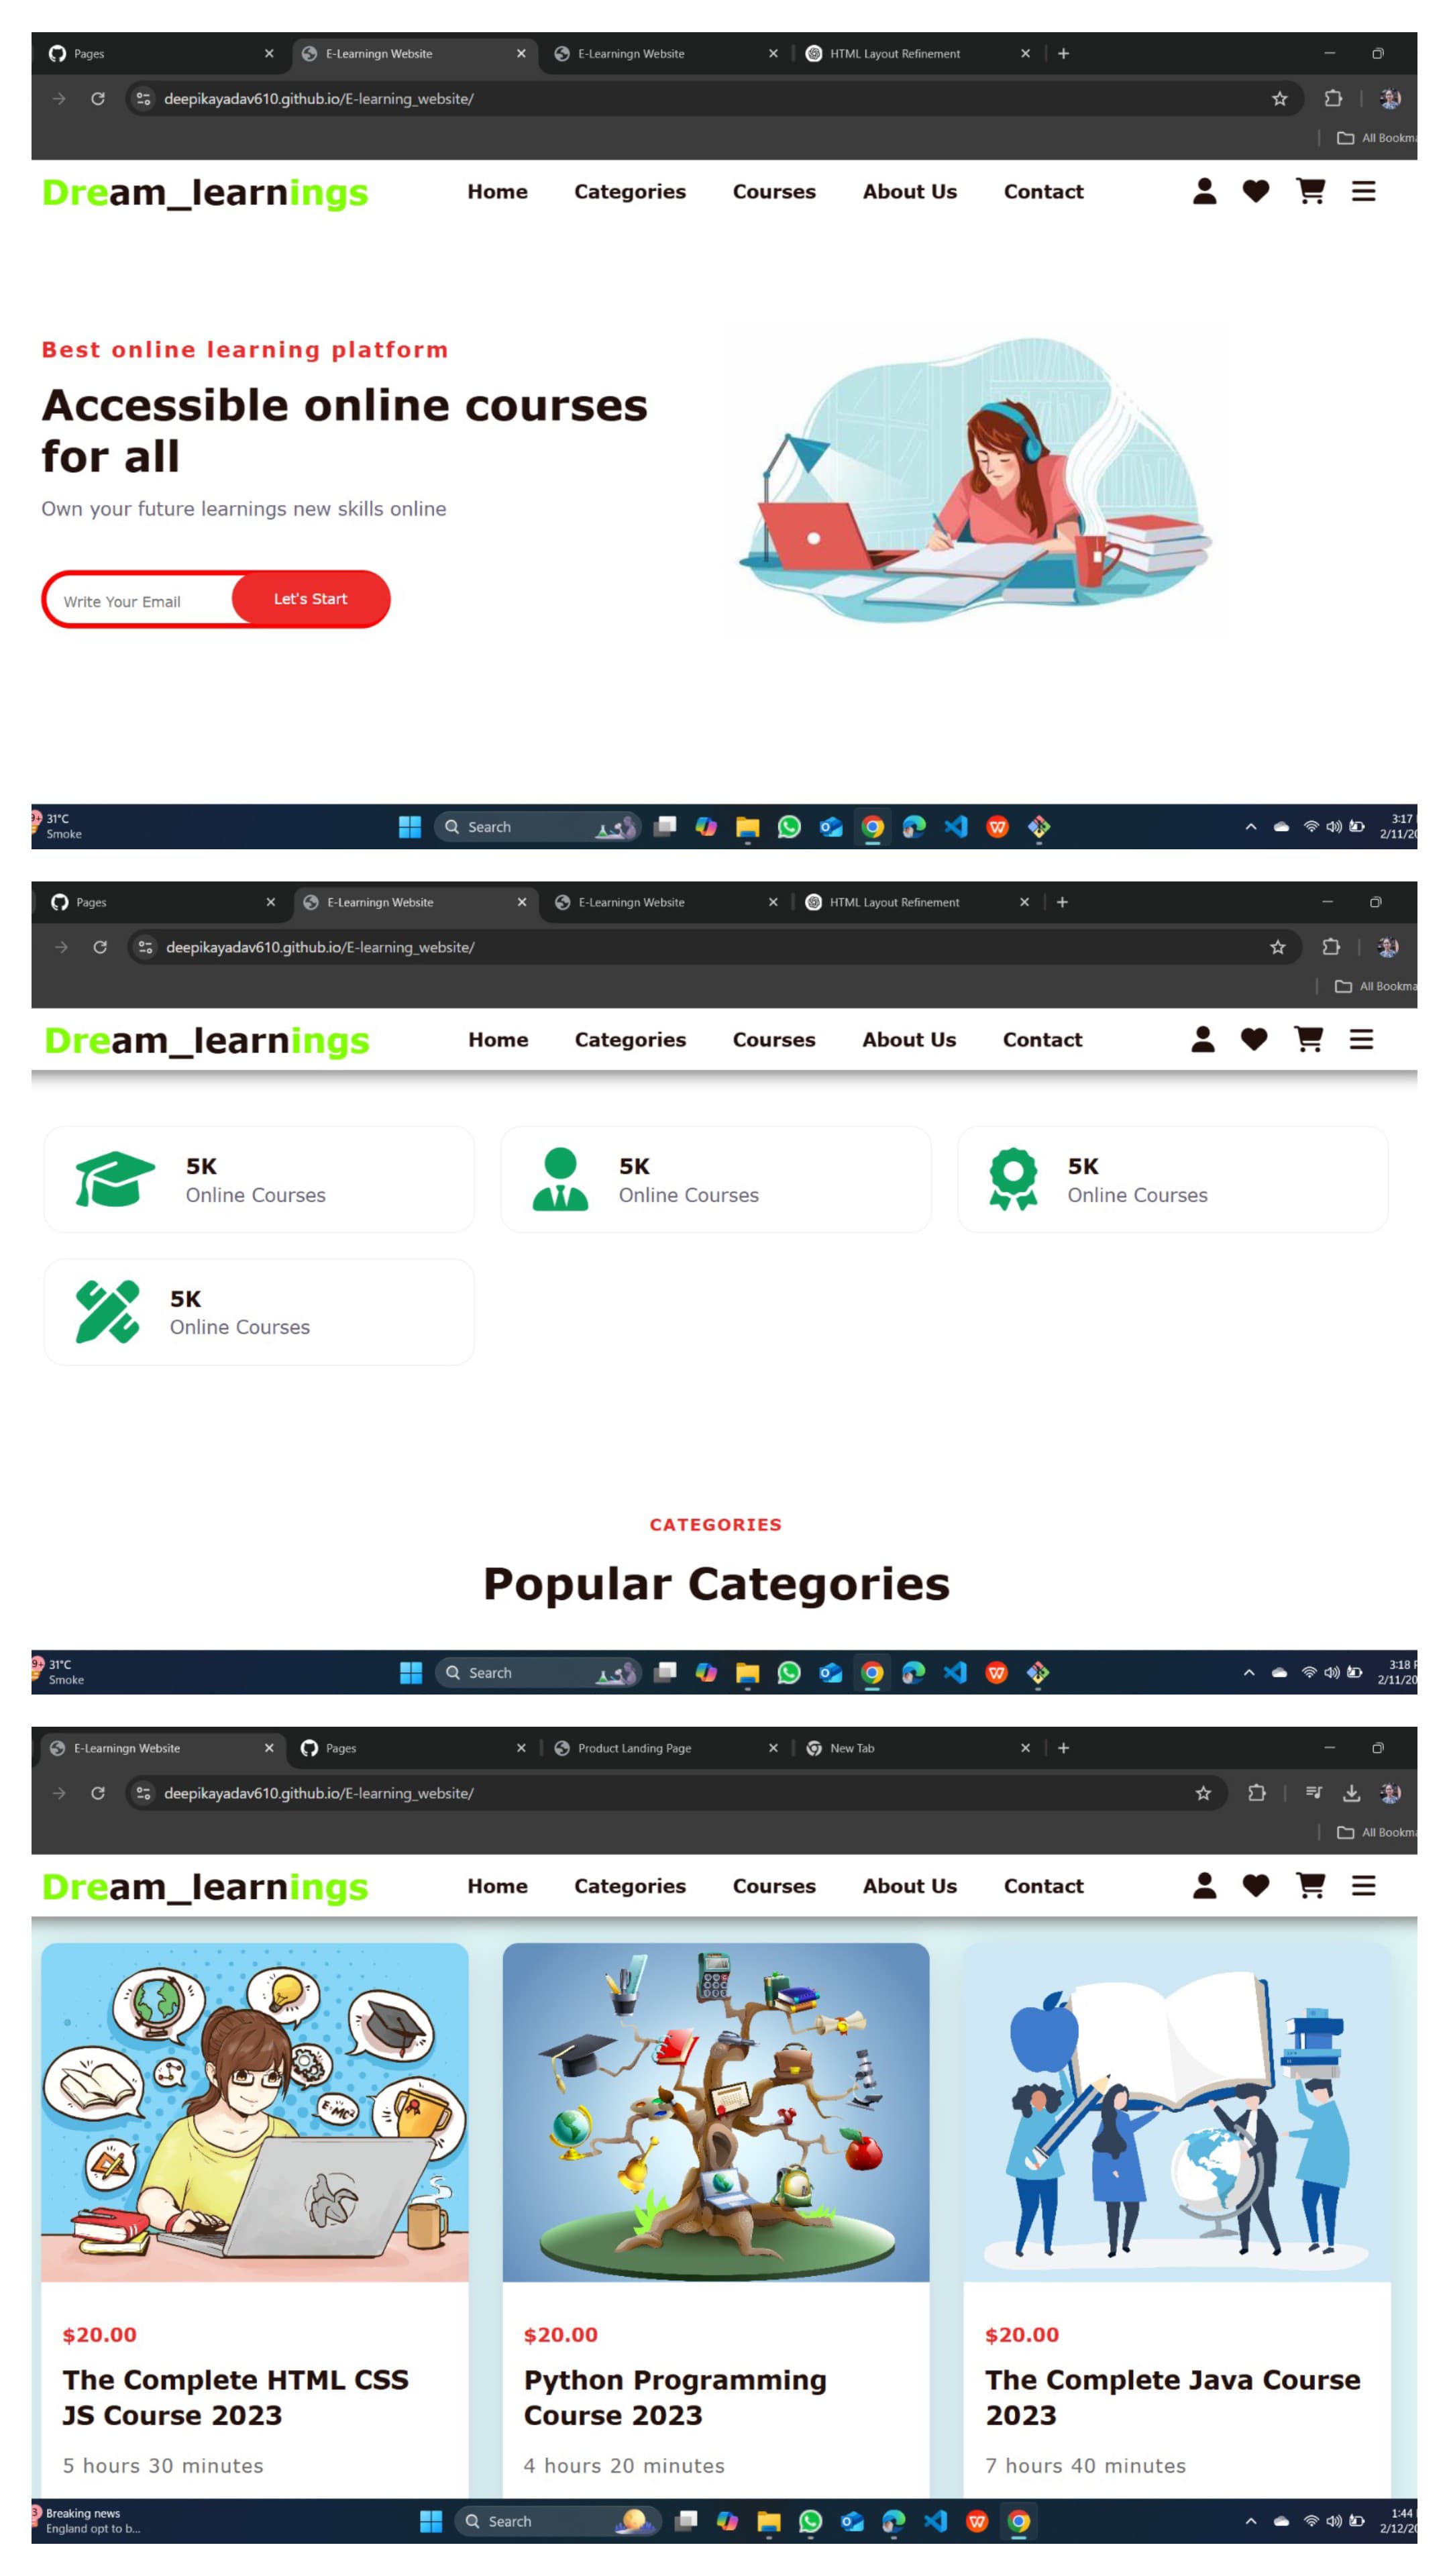 Pages
E-Learningn Website
E-Learningn Website
HTML Layout Refinement
deepikayadav610.github.io/E-learning_website/
All Bookma
Dream_learnings
Home
Categories
Courses
About Us
Contact
Best online learning platform
Accessible online courses
for all
Own your future learnings new skills online
Write Your Email
Let's Start
31°C
Smoke
Search
3:17
2/11/20
Pages
E-Learningn Website
E-Learningn Website
HTML Layout Refinement
deepikayadav610.github.io/E-learning_website/
All Bookma
Dream_learnings
Home
Categories
Courses
About Us
Contact
5K
Online Courses
5K
Online Courses
5K
Online Courses
5K
Online Courses
CATEGORIES
Popular Categories
9+
31°C
Smoke
Search
3:18
2/11/20
E-Learningn Website
Pages
Product Landing Page
New Tab
deepikayadav610.github.io/E-learning_website/
All Bookma
Dream_learnings
Home
Categories
Courses
About Us
Contact
E=MC²
$20.00
The Complete HTML CSS
JS Course 2023
5 hours 30 minutes
$20.00
Python Programming
Course 2023
4 hours 20 minutes
$20.00
The Complete Java Course
2023
7 hours 40 minutes
3
Breaking news
England opt to b...
Search
1:44
2/12/20